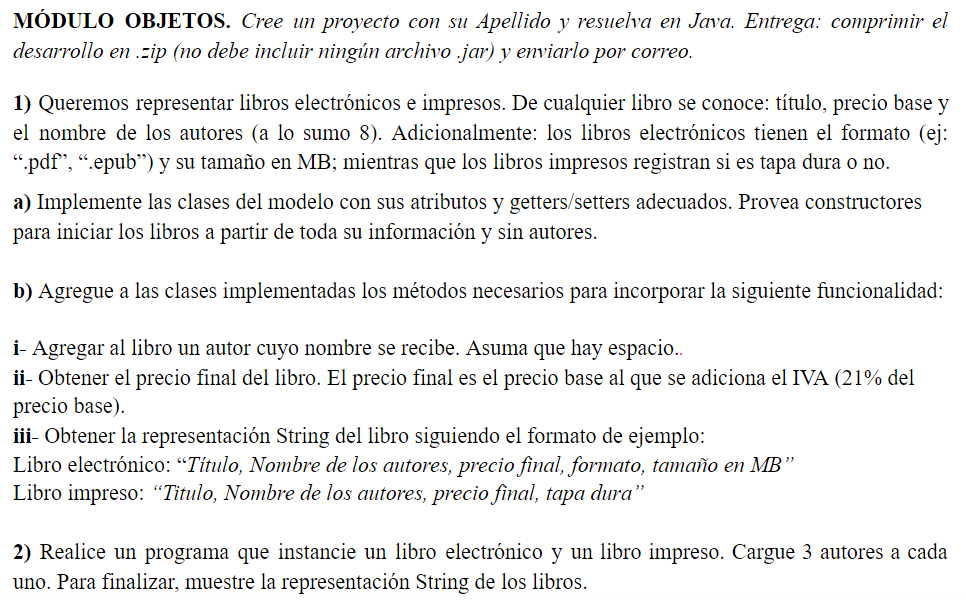 MÓDULO OBJETOS. Cree un proyecto con su Apellido y resuelva en Java. Entrega: comprimir el
desarrollo en .zip (no debe incluir ningún archivo .jar) y enviarlo por correo.
1) Queremos representar libros electrónicos e impresos. De cualquier libro se conoce: título, precio base y
el nombre de los autores (a lo sumo 8). Adicionalmente: los libros electrónicos tienen el formato (ej:
“.pdf”, “.epub”) y su tamaño en MB; mientras que los libros impresos registran si es tapa dura o no.
a) Implemente las clases del modelo con sus atributos y getters/setters adecuados. Provea constructores
para iniciar los libros a partir de toda su información y sin autores.
b) Agregue a las clases implementadas los métodos necesarios para incorporar la siguiente funcionalidad:
i- Agregar al libro un autor cuyo nombre se recibe. Asuma que hay espacio..
ii- Obtener el precio final del libro. El precio final es el precio base al que se adiciona el IVA (21% del
precio base).
iii- Obtener la representación String del libro siguiendo el formato de ejemplo:
Libro electrónico: “Título, Nombre de los autores, precio final, formato, tamaño en MB”
Libro impreso: “Titulo, Nombre de los autores, precio final, tapa dura”
2) Realice un programa que instancie un libro electrónico y un libro impreso. Cargue 3 autores a cada
uno. Para finalizar, muestre la representación String de los libros.